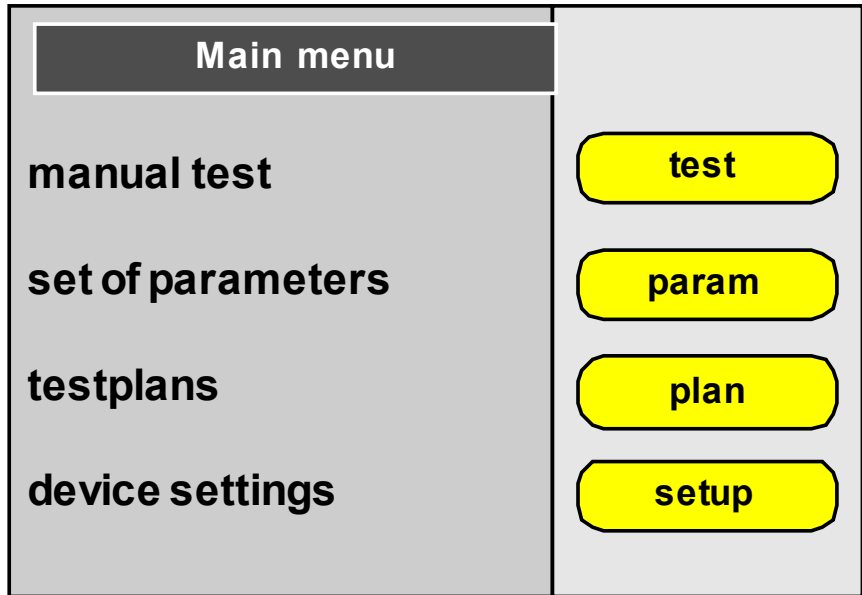 Main menu
manual test
test
set of parameters
param
testplans
plan
device settings
setup